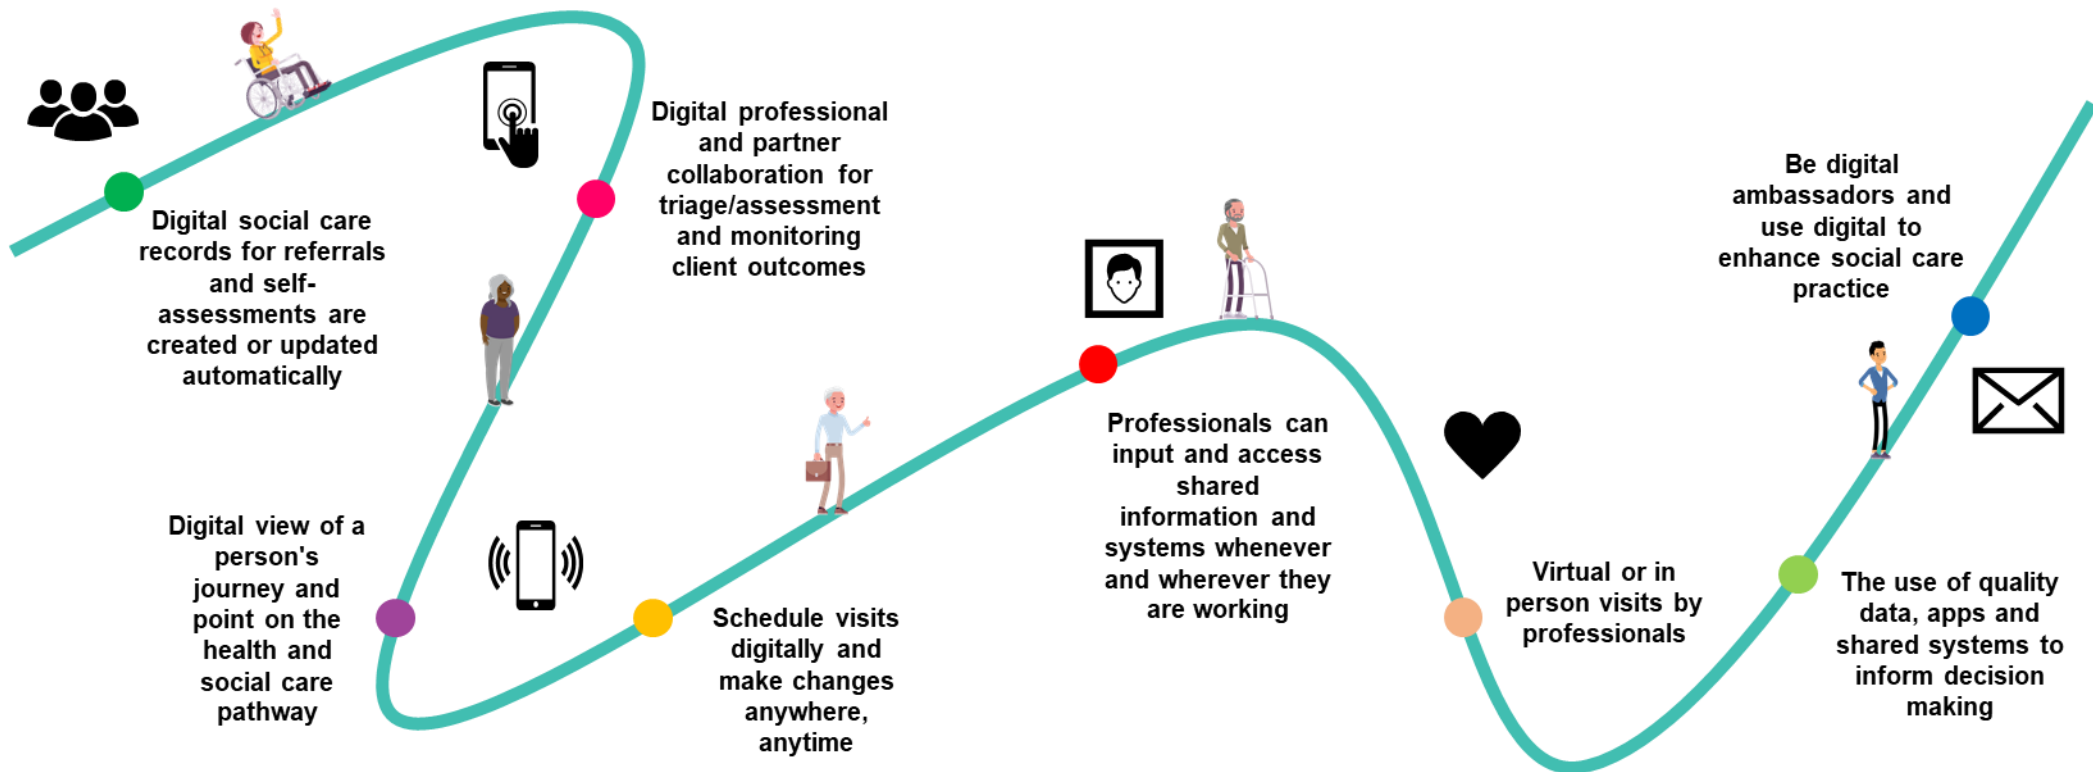 Digital social care
records for referrals
and self-
assessments are
created or updated
automatically
Digital professional
and partner
collaboration for
triage/assessment
and monitoring
client outcomes
Digital view of a
person's
journey and
point on the
health and
social care
pathway
Schedule visits
digitally and
make changes
anywhere,
anytime
Professionals can
input and access
shared
information and
systems whenever
and wherever they
are working
Virtual or in
person visits by
professionals
The use of quality
data, apps and
shared systems to
inform decision
making
Be digital
ambassadors and
use digital to
enhance social care
practice